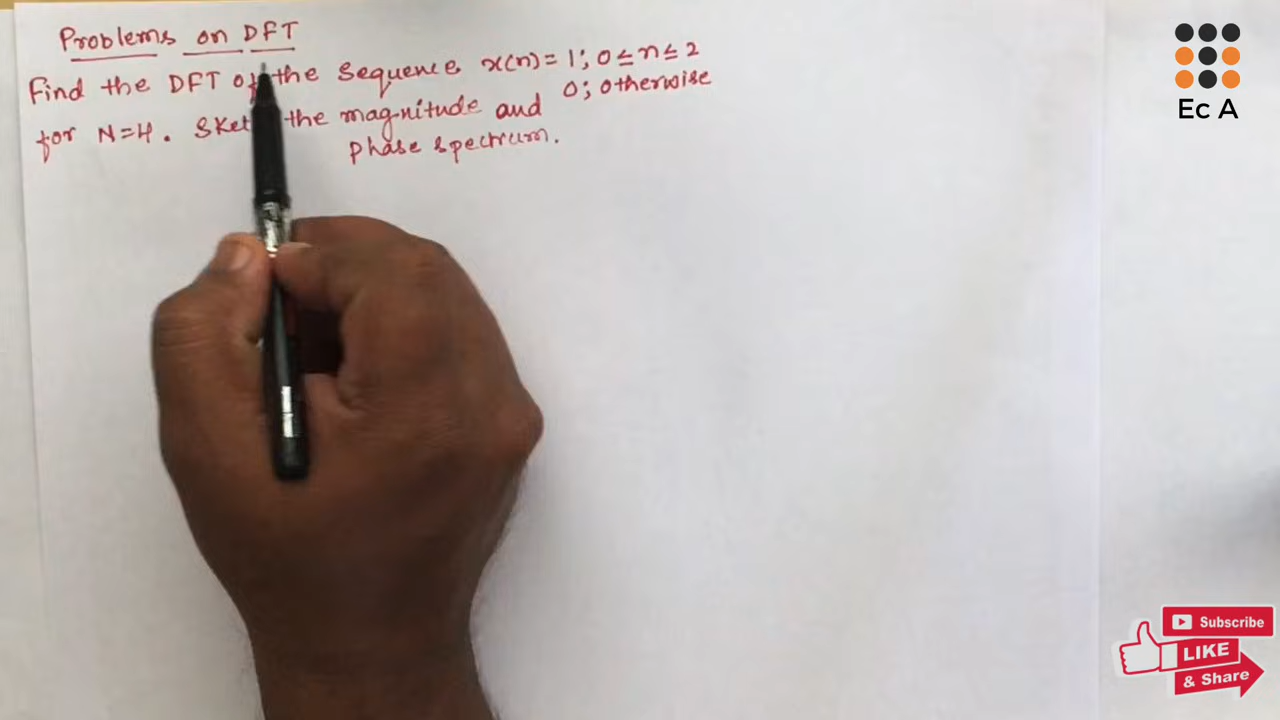 Problems on DFT
Find the DFT of the Sequence x(n) = 1; 0 ≤ n ≤ 2
0; otherwise
for N=4. the magnitude and
phase spectrum.
Ec A
Subscribe
LIKE
& Share